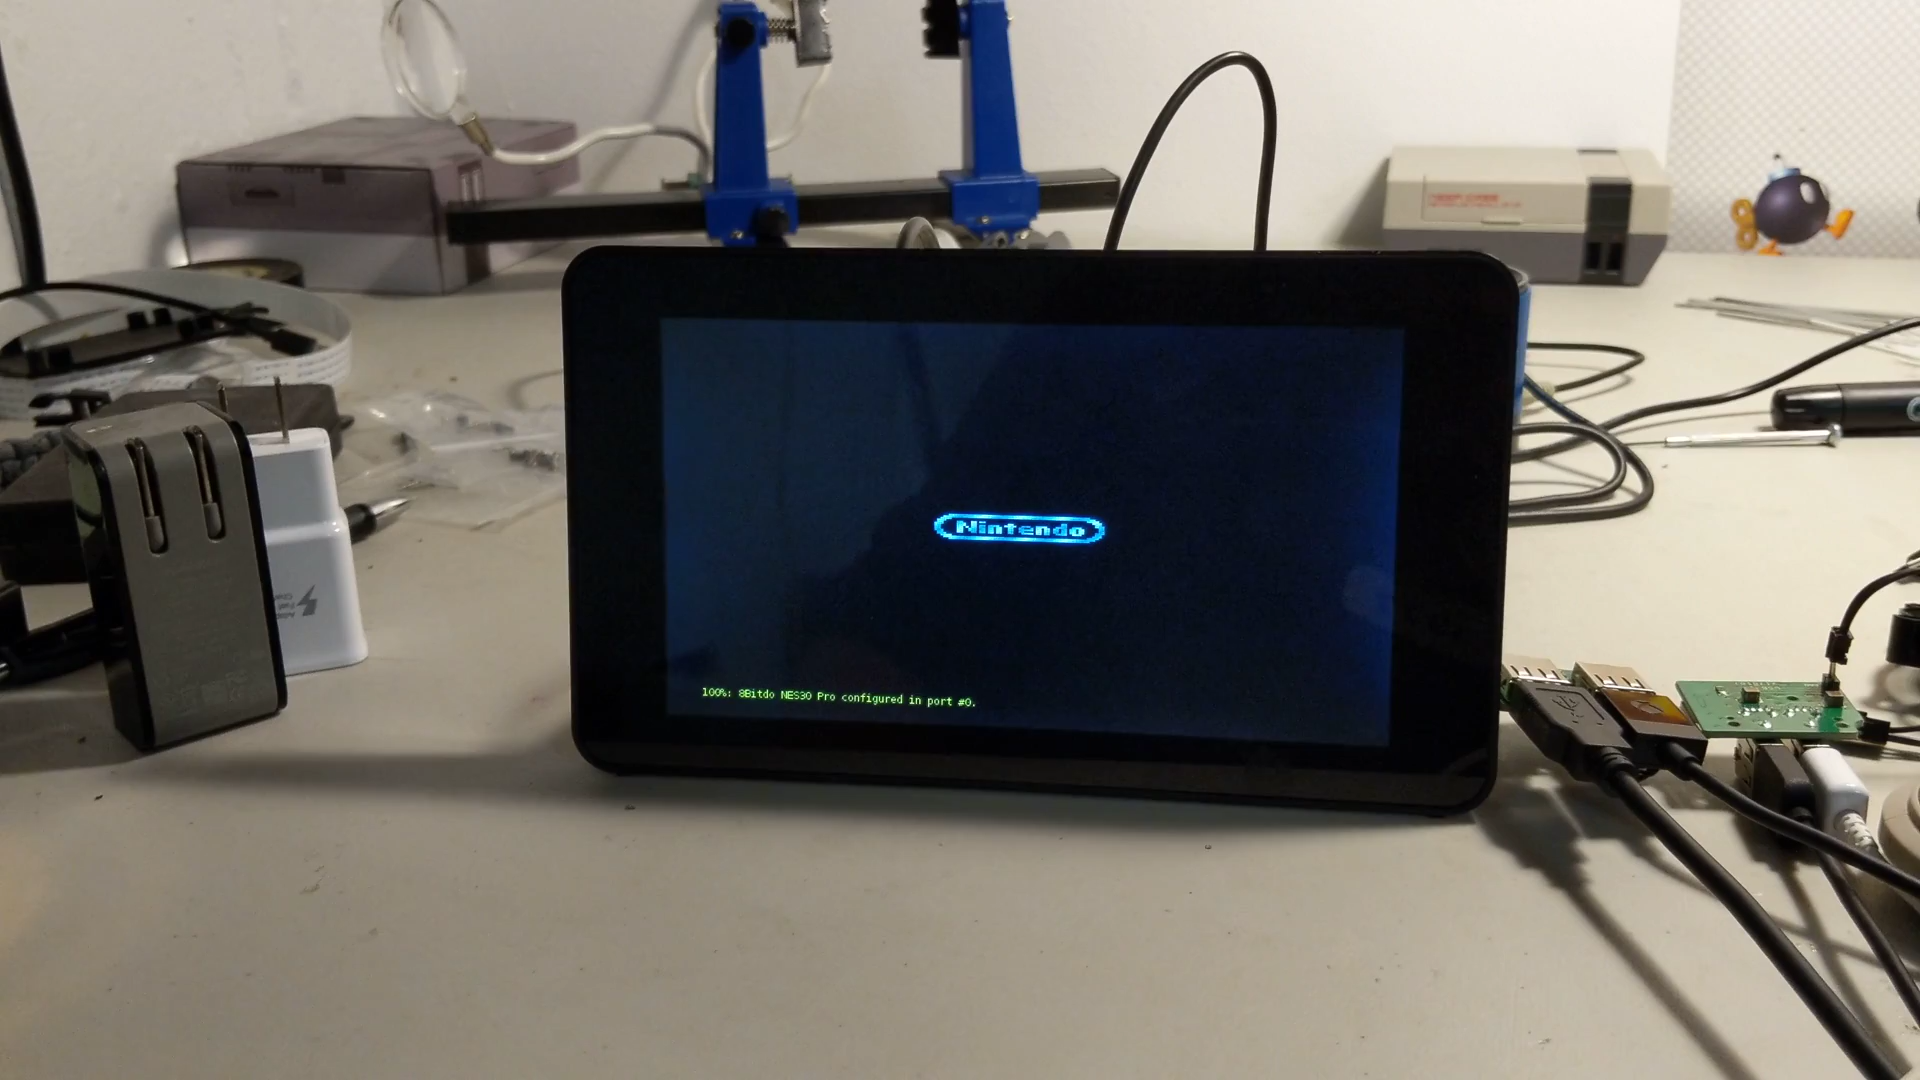 Nintendo
100%: 8Bitdo NES30 Pro configured in port #0.